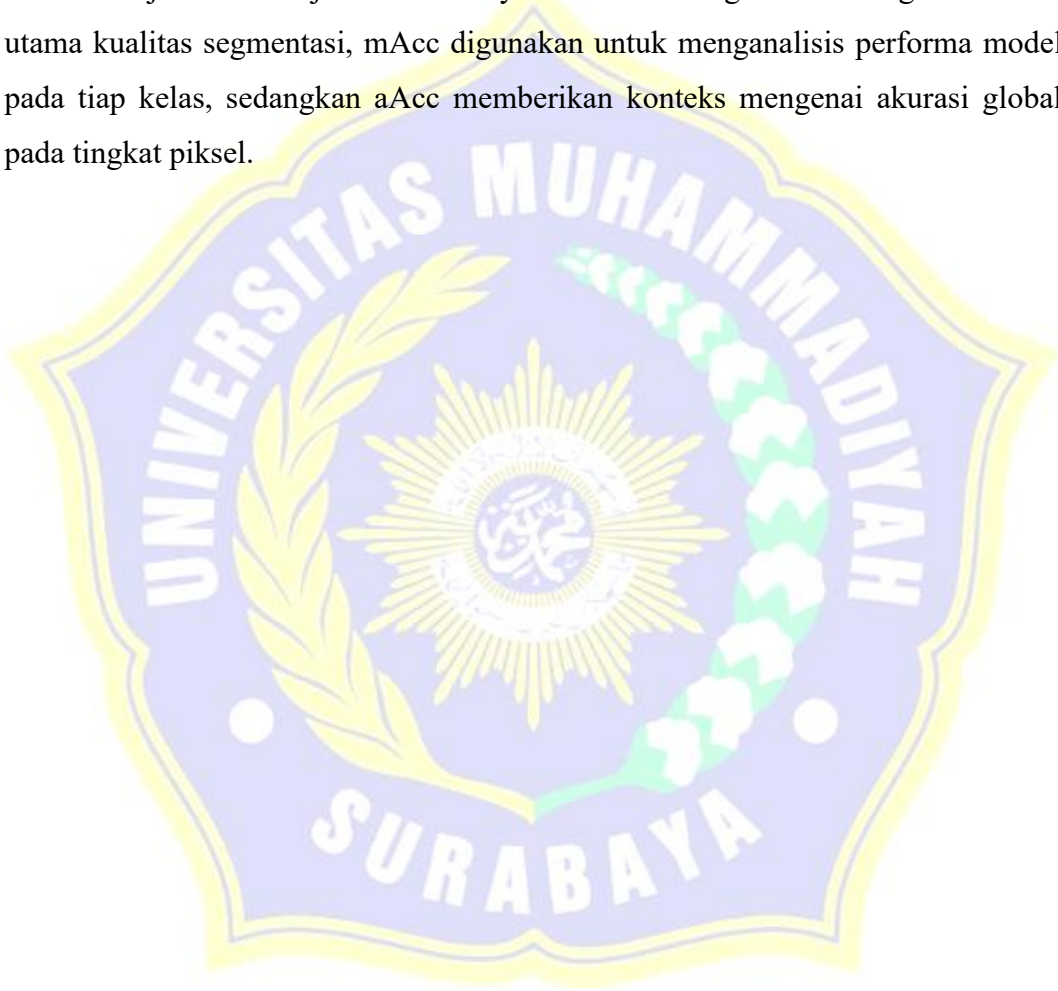 utama kualitas segmentasi, mAcc digunakan untuk menganalisis performa model
pada tiap kelas, sedangkan aAcc memberikan konteks mengenai akurasi global
pada tingkat piksel.
UNIVERSITAS MUHAMMADIYAH
SURABAYA